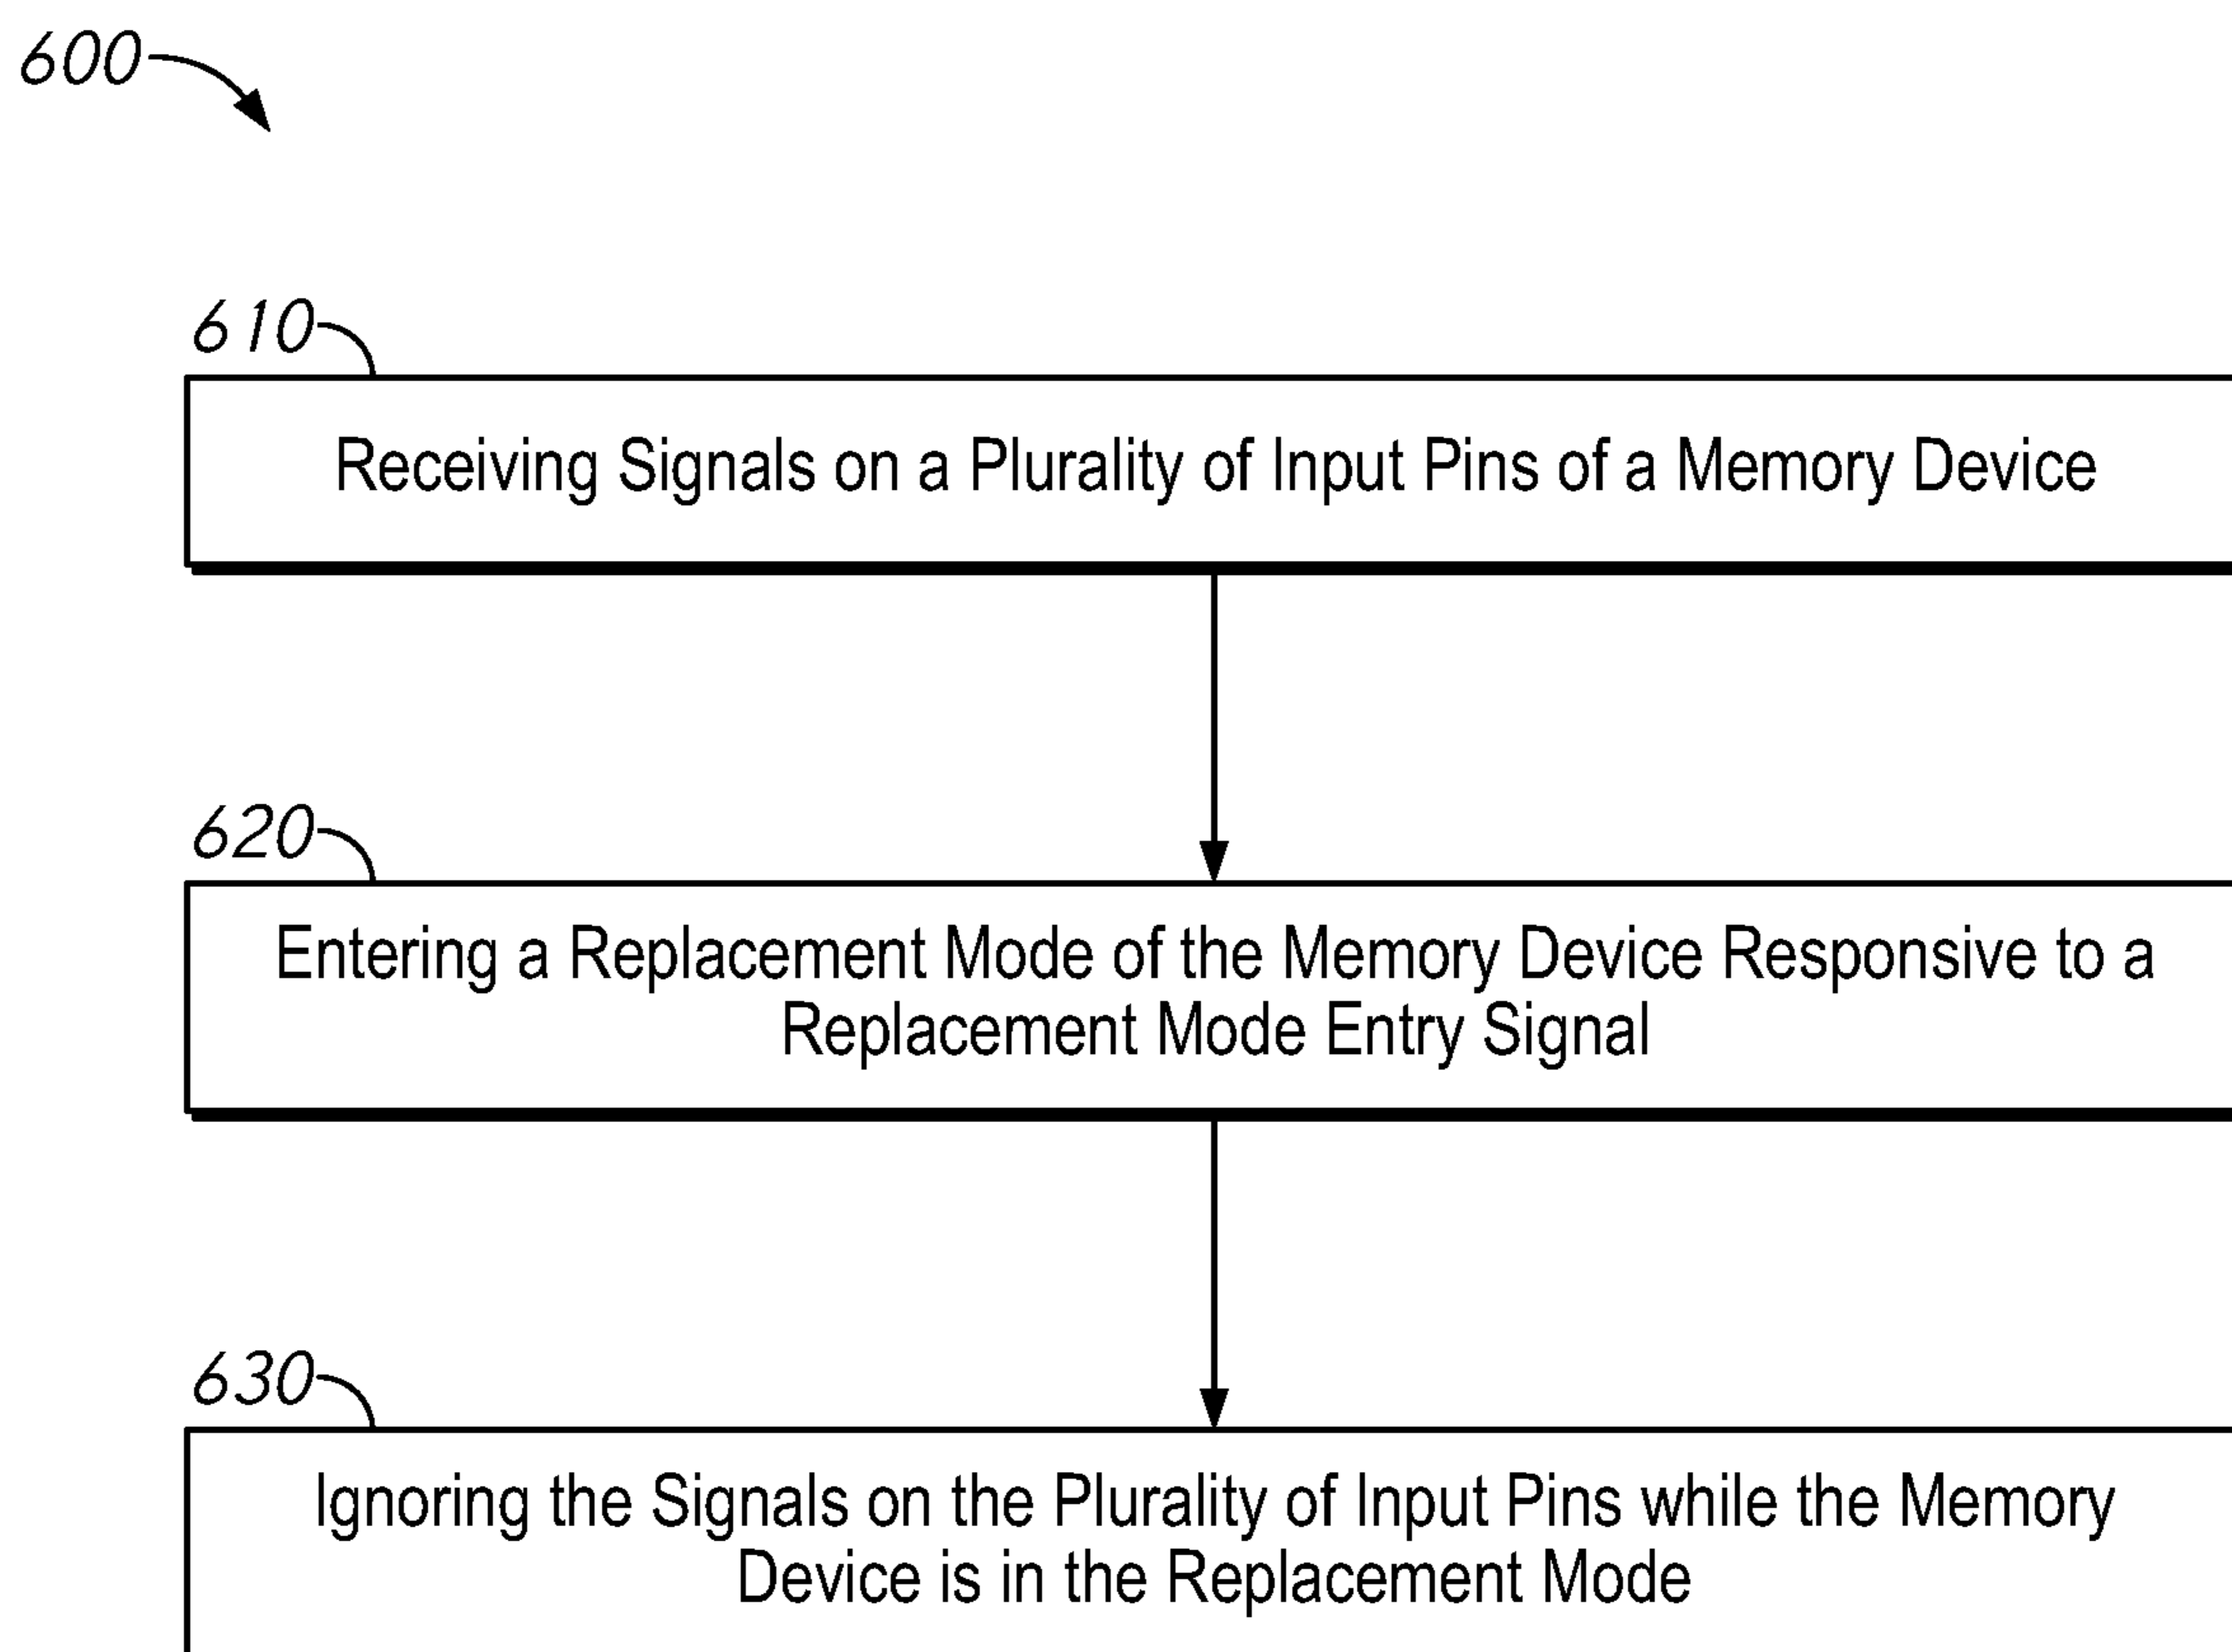 600
610
Receiving Signals on a Plurality of Input Pins of a Memory Device
620
Entering a Replacement Mode of the Memory Device Responsive to a
Replacement Mode Entry Signal
630
Ignoring the Signals on the Plurality of Input Pins while the Memory
Device is in the Replacement Mode